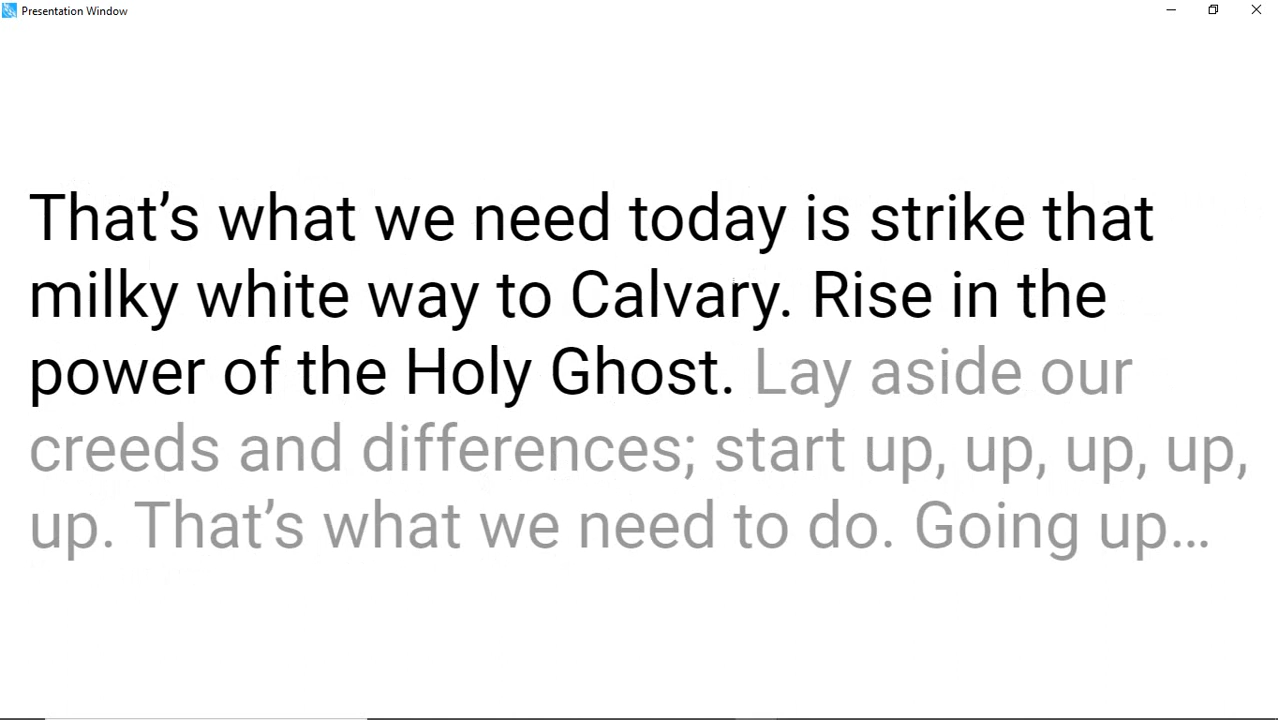 Presentation Window
That’s what we need today is strike that
milky white way to Calvary. Rise in the
power of the Holy Ghost. Lay aside our
creeds and differences; start up, up, up, up,
up. That’s what we need to do. Going up…